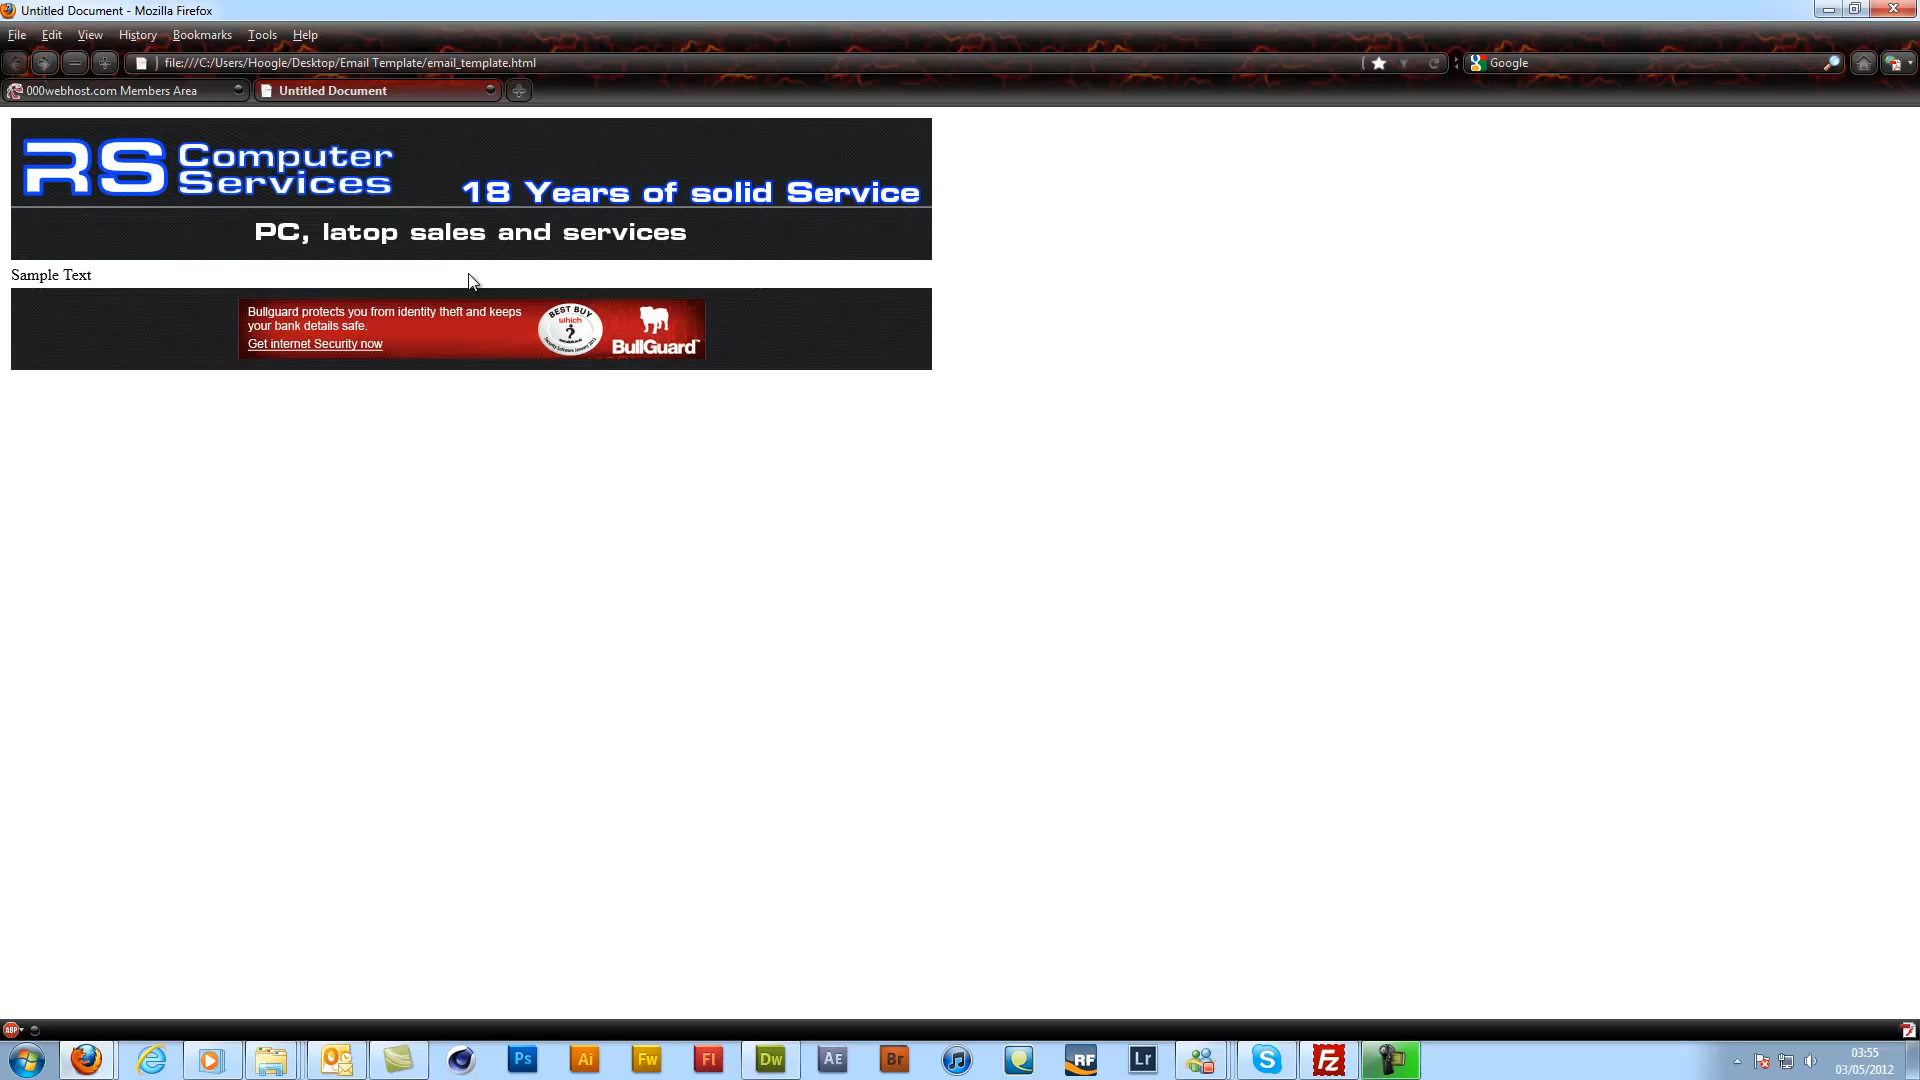 Untitled Document - Mozilla Firefox
File Edit View History Bookmarks Tools Help
file:///C:/Users/Hoogle/Desktop/Email Template/email_template.html
Google
000webhost.com Members Area
Untitled Document
RS Computer Services
18 Years of solid Service
PC, latop sales and services
Sample Text
Bullguard protects you from identity theft and keeps
your bank details safe.
Get internet Security now
BEST BUY
which
BullGuard
ABP
Ps Ai Fw Fl Dw AE Br RF Lr Fz
03:55
03/05/2012